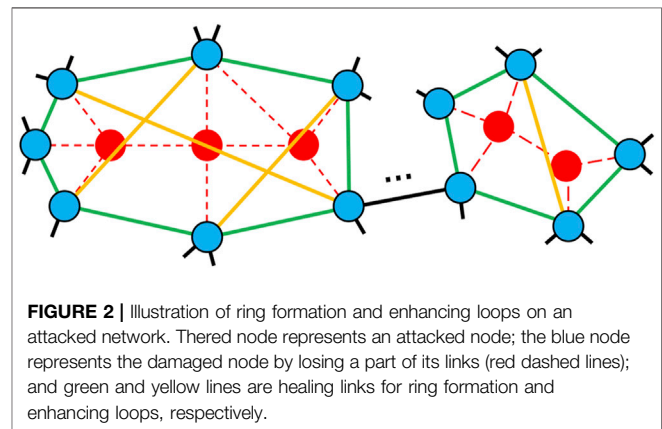 ...
FIGURE 2 | Illustration of ring formation and enhancing loops on an
attacked network. Thered node represents an attacked node; the blue node
represents the damaged node by losing a part of its links (red dashed lines);
and green and yellow lines are healing links for ring formation and
enhancing loops, respectively.